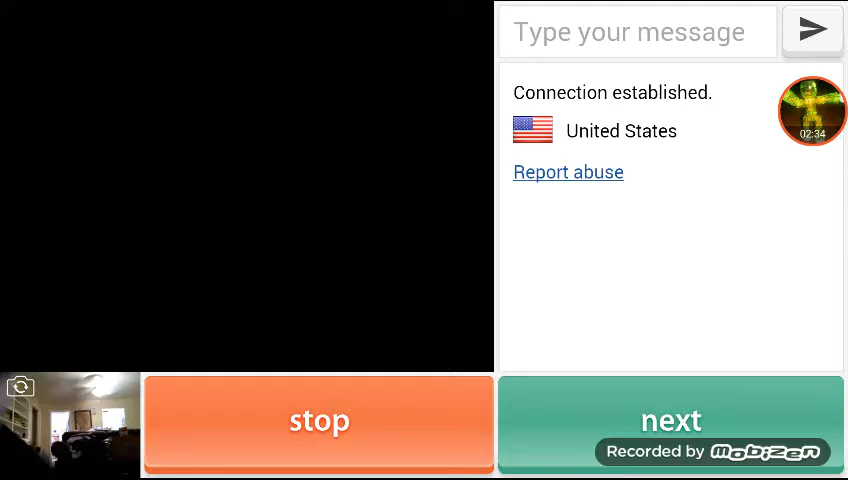 Type your message
Connection established.
United States
02:34
Report abuse
stop
next
Recorded by mobizen